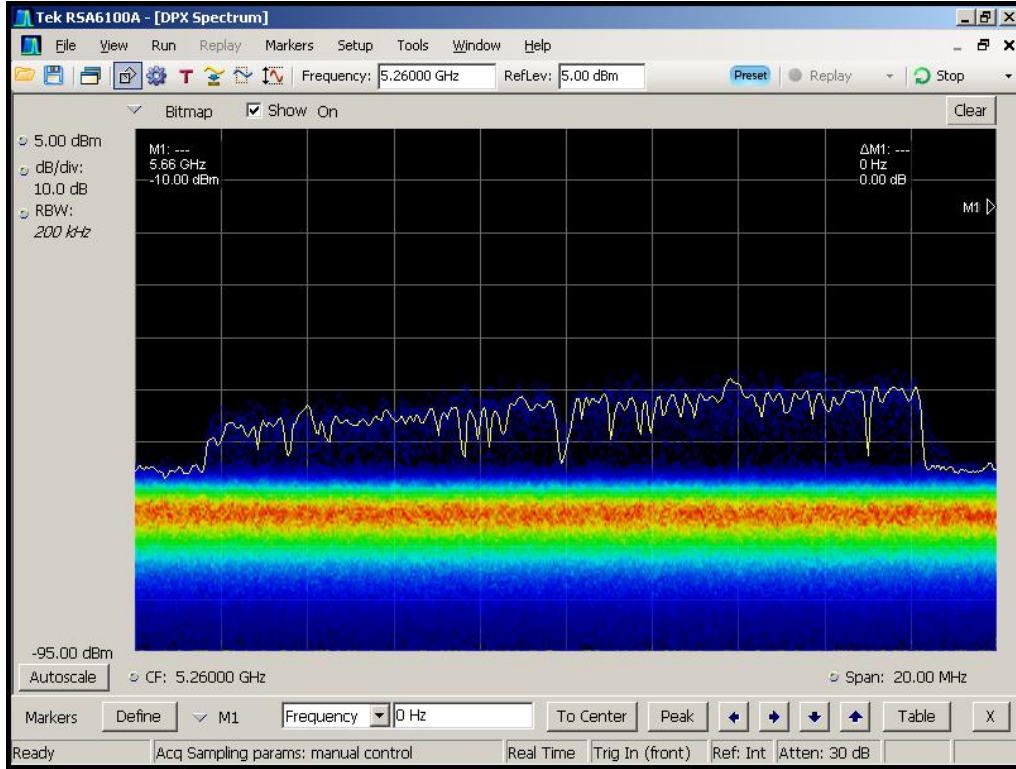 Tek RSA6100A - [DPX Spectrum]
File View Run Replay Markers Setup Tools Window Help
T Frequency: 5.26000 GHz RefLev: 5.00 dBm Preset Replay Stop
Bitmap Show On Clear
5.00 dBm
dB/div:
10.0 dB
RBW:
200 kHz
M1: ---
5.66 GHz
-10.00 dBm
ΔM1: ---
0 Hz
0.00 dB
M1
-95.00 dBm
Autoscale CF: 5.26000 GHz Span: 20.00 MHz
Markers Define M1 Frequency 0 Hz To Center Peak Table X
Ready Acq Sampling params: manual control Real Time Trig In (front) Ref: Int Atten: 30 dB